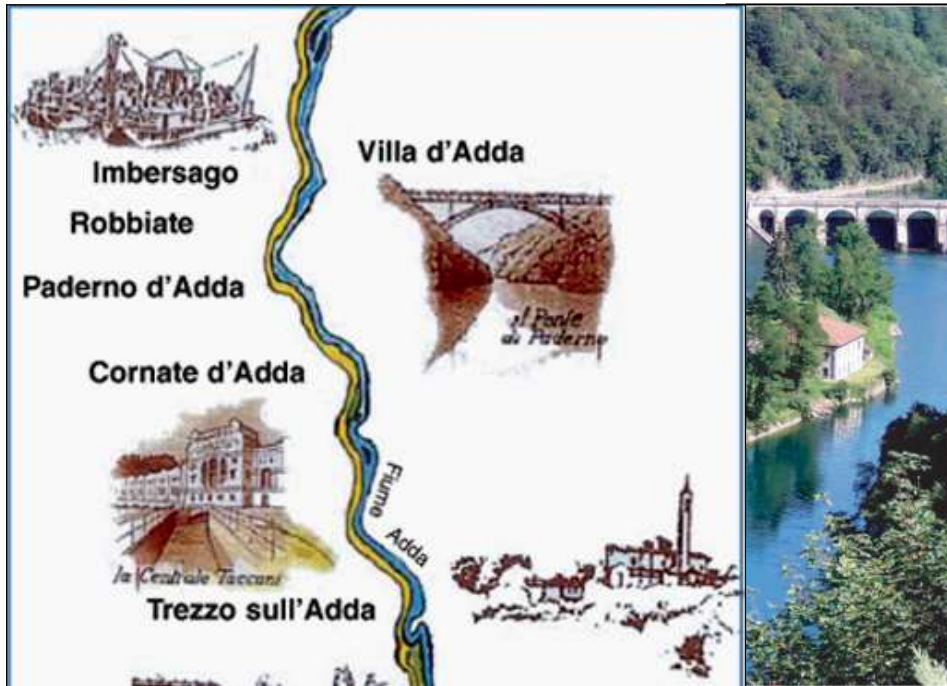 Imbersago
Villa d'Adda
Robbiate
Paderno d'Adda
il Ponte
di Paderno
Cornate d'Adda
Fiume
Adda
la Centrale Taccani
Trezzo sull'Adda